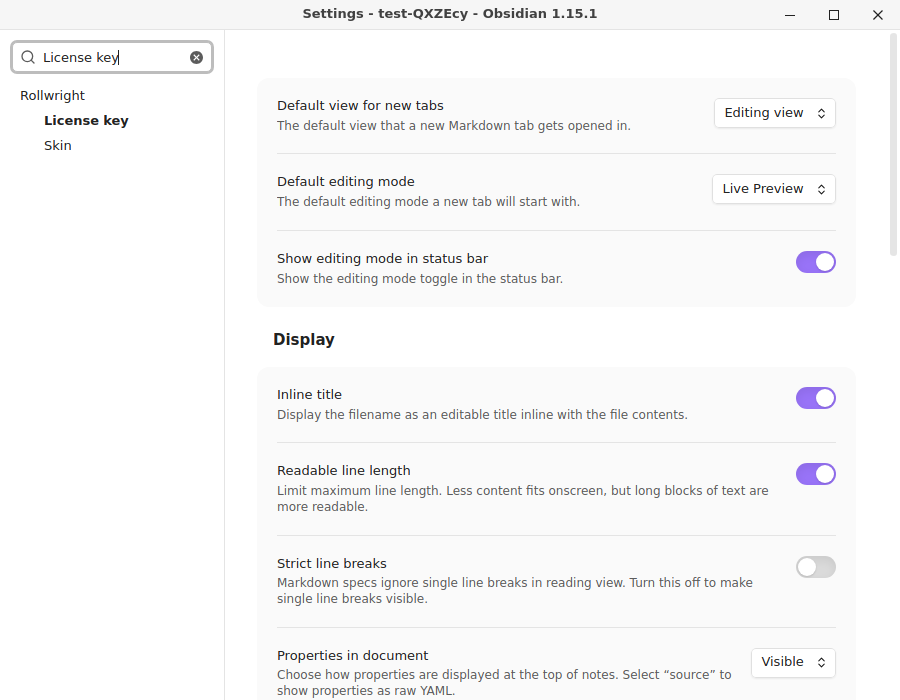 Settings - test-QXZEcy - Obsidian 1.15.1
License key
Rollwright
License key
Skin
Default view for new tabs
The default view that a new Markdown tab gets opened in.
Editing view
Default editing mode
The default editing mode a new tab will start with.
Live Preview
Show editing mode in status bar
Show the editing mode toggle in the status bar.
Display
Inline title
Display the filename as an editable title inline with the file contents.
Readable line length
Limit maximum line length. Less content fits onscreen, but long blocks of text are
more readable.
Strict line breaks
Markdown specs ignore single line breaks in reading view. Turn this off to make
single line breaks visible.
Properties in document
Choose how properties are displayed at the top of notes. Select “source” to
show properties as raw YAML.
Visible